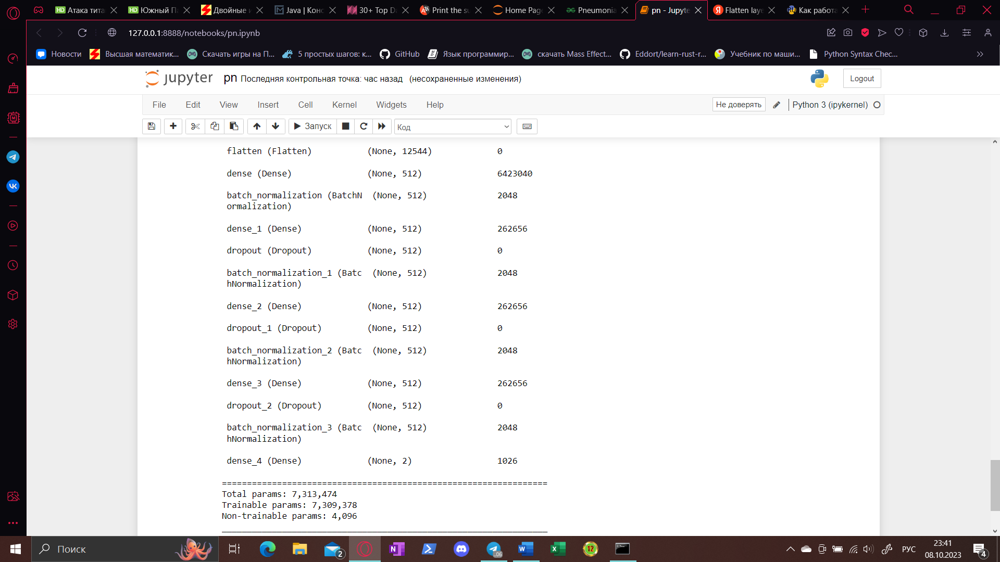 Атака тита
Южный П
Двойные и
Java | Конс
30+ Top D
Print the su
Home Page
Pneumonia
pn - Jupyte
Flatten laye
Как работа
127.0.0.1:8888/notebooks/pn.ipynb
Новости
Высшая математик...
Скачать игры на П...
5 простых шагов: к...
GitHub
Язык программир...
скачать Mass Effect...
Eddort/learn-rust-r...
Учебник по маши...
Python Syntax Chec...
jupyter pn Последняя контрольная точка: час назад (несохраненные изменения)
Logout
File Edit View Insert Cell Kernel Widgets Help
Не доверять
Python 3 (ipykernel)
Запуск
Код
flatten (Flatten) (None, 12544) 0
dense (Dense) (None, 512) 6423040
batch_normalization (BatchN (None, 512) 2048
ormalization)
dense_1 (Dense) (None, 512) 262656
dropout (Dropout) (None, 512) 0
batch_normalization_1 (Batc (None, 512) 2048
hNormalization)
dense_2 (Dense) (None, 512) 262656
dropout_1 (Dropout) (None, 512) 0
batch_normalization_2 (Batc (None, 512) 2048
hNormalization)
dense_3 (Dense) (None, 512) 262656
dropout_2 (Dropout) (None, 512) 0
batch_normalization_3 (Batc (None, 512) 2048
hNormalization)
dense_4 (Dense) (None, 2) 1026
=================================================================
Total params: 7,313,474
Trainable params: 7,309,378
Non-trainable params: 4,096
_________________________________________________________________
Поиск
2
.06
12
РУС
23:41
08.10.2023
4